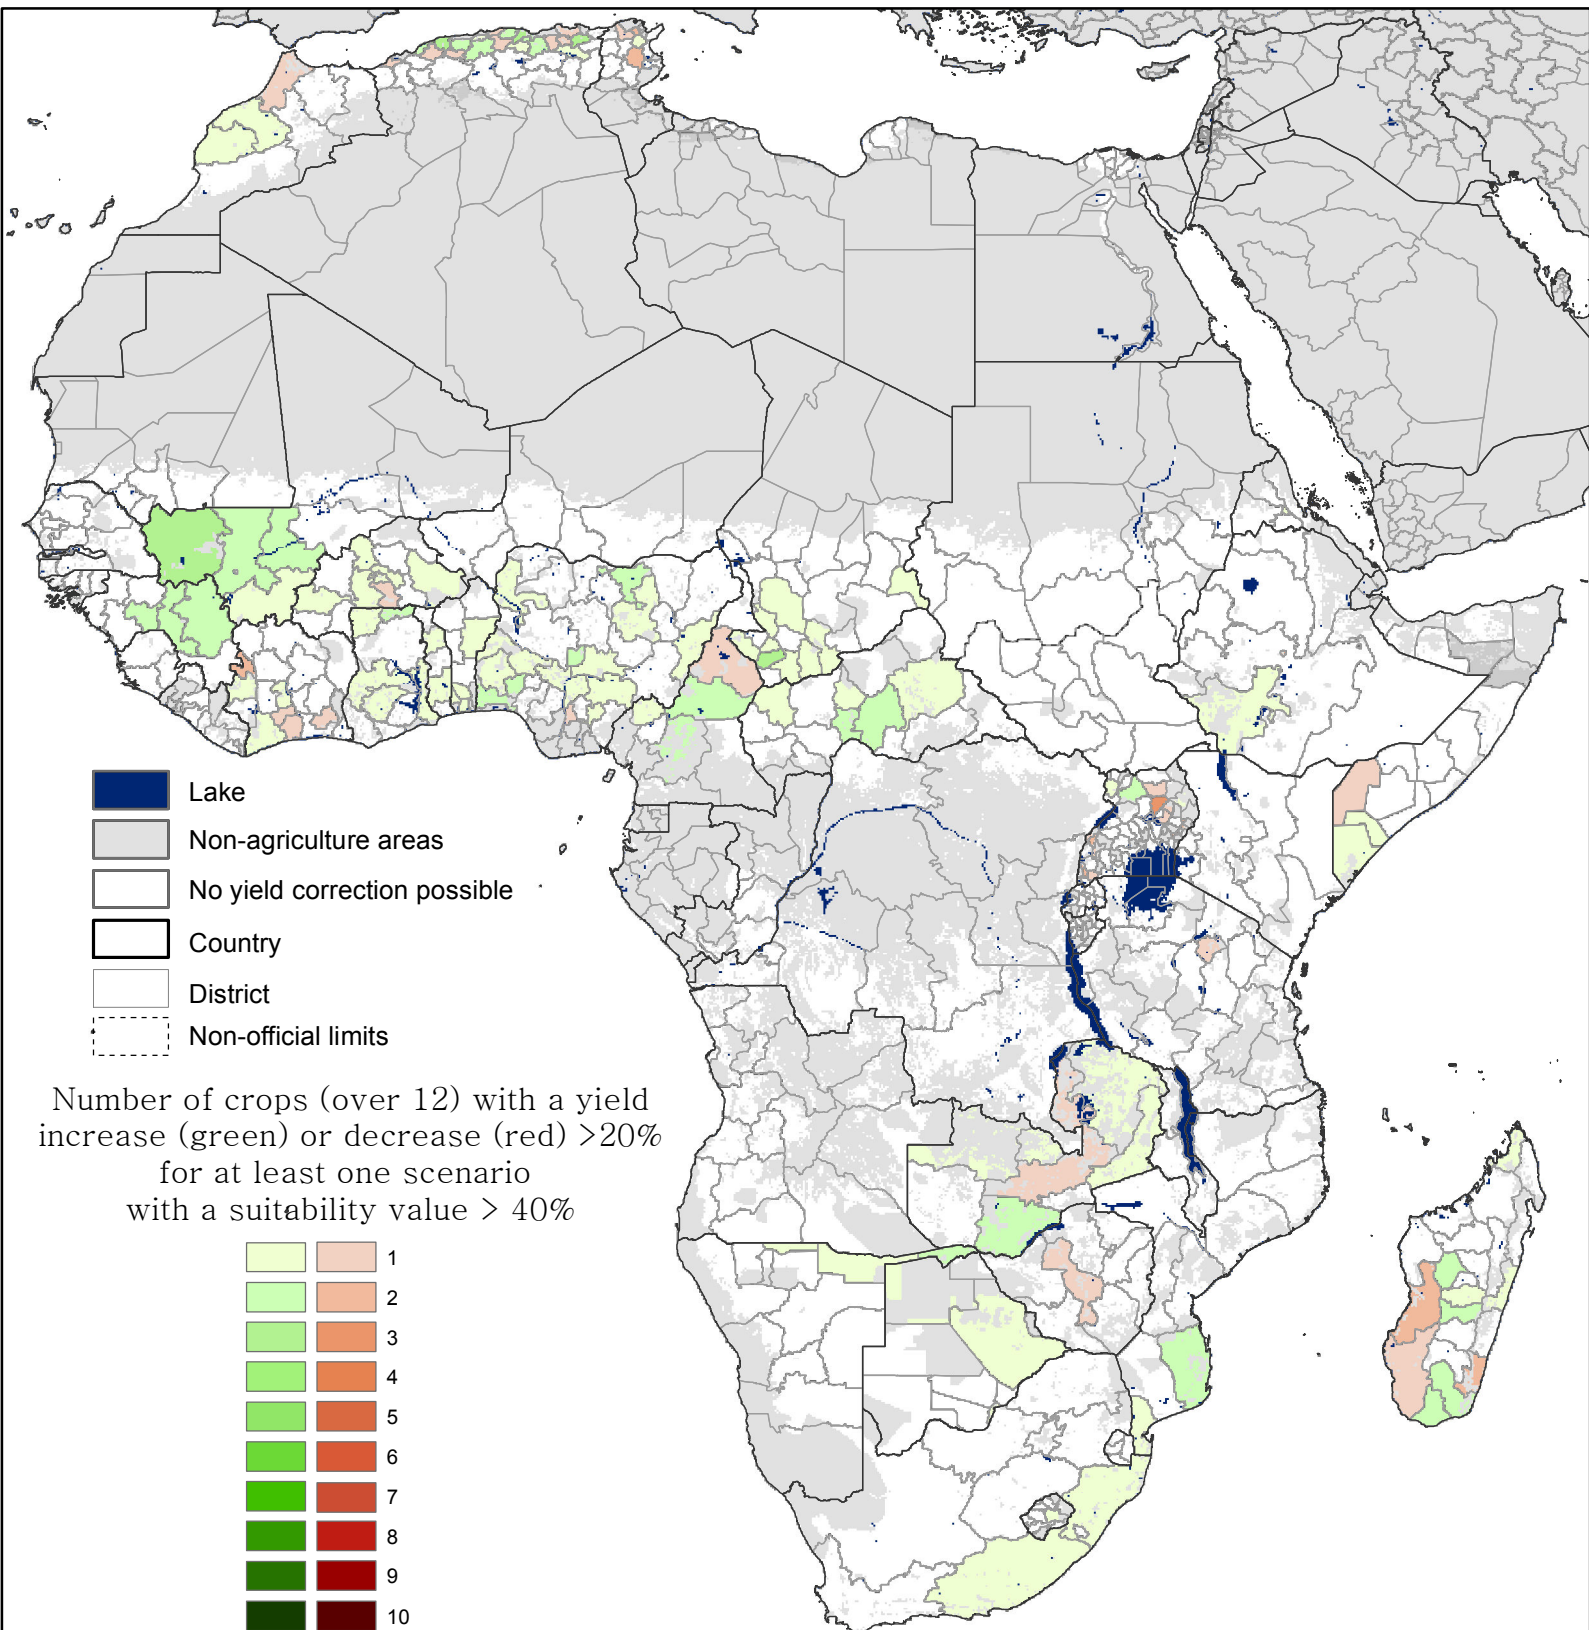 Lake
Non-agriculture areas
No yield correction possible
Country
District
Non-official limits
Number of crops (over 12) with a yield
increase (green) or decrease (red) >20%
for at least one scenario
with a suitability value > 40%
1
2
3
4
5
6
7
8
9
10